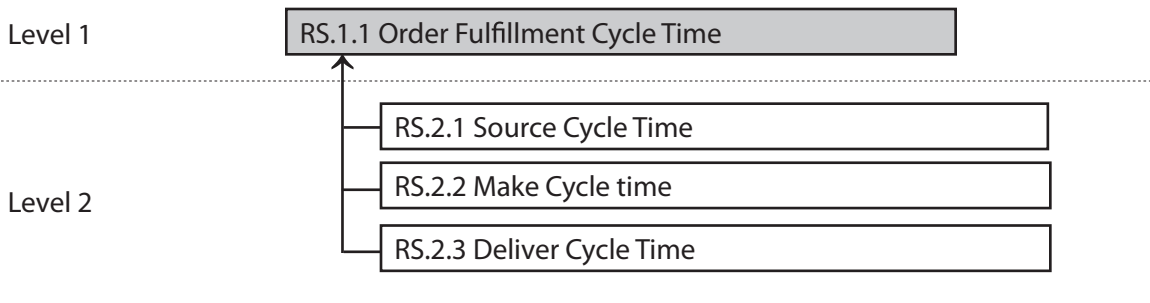 Level 1
RS.1.1 Order Fulfillment Cycle Time
RS.2.1 Source Cycle Time
RS.2.2 Make Cycle time
Level 2
RS.2.3 Deliver Cycle Time